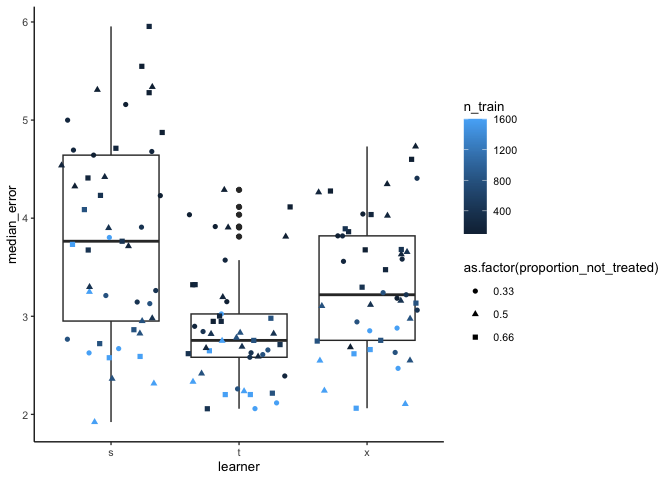 6
5
4
3
2
median_error
s
t
x
learner
n_train
1600
1200
800
400
as.factor(proportion_not_treated)
0.33
0.5
0.66